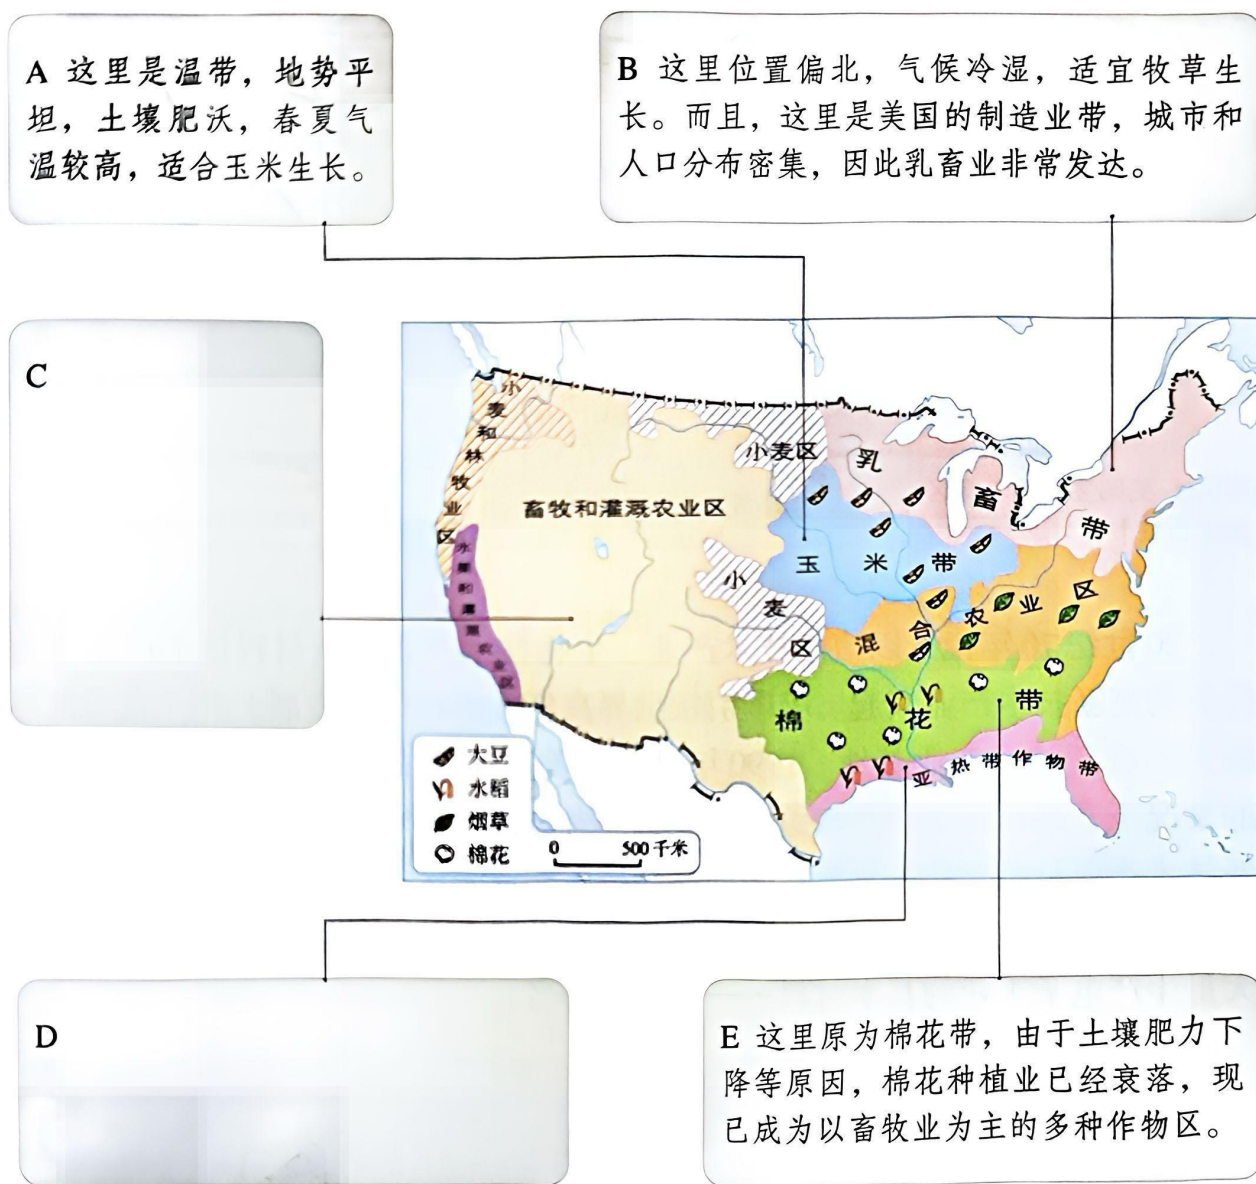 A 这里是温带，地势平
坦，土壤肥沃，春夏气
温较高，适合玉米生长。
B 这里位置偏北，气候冷湿，适宜牧草生
长。而且，这里是美国的制造业带，城市和
人口分布密集，因此乳畜业非常发达。
C
小麦和林牧业区
水果和灌溉农业区
畜牧和灌溉农业区
小麦区
乳畜带
玉米带
小麦区
混合农业区
棉花带
亚热带作物带
大豆
水稻
烟草
棉花
0 500千米
D
E 这里原为棉花带，由于土壤肥力下
降等原因，棉花种植业已经衰落，现
已成为以畜牧业为主的多种作物区。